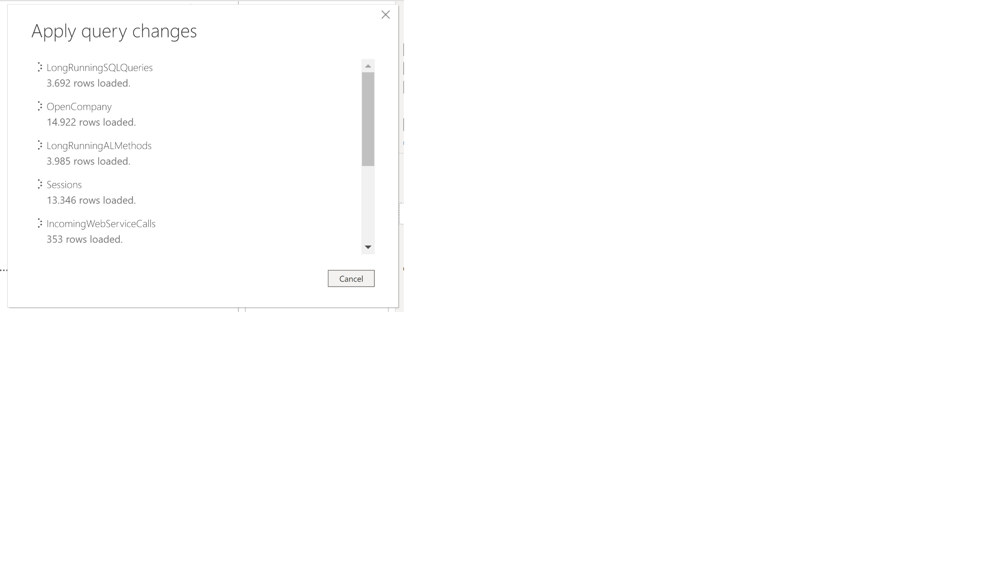 Apply query changes
LongRunningSQLQueries
3.692 rows loaded.
OpenCompany
14.922 rows loaded.
LongRunningALMethods
3.985 rows loaded.
Sessions
13.346 rows loaded.
IncomingWebServiceCalls
353 rows loaded.
Cancel